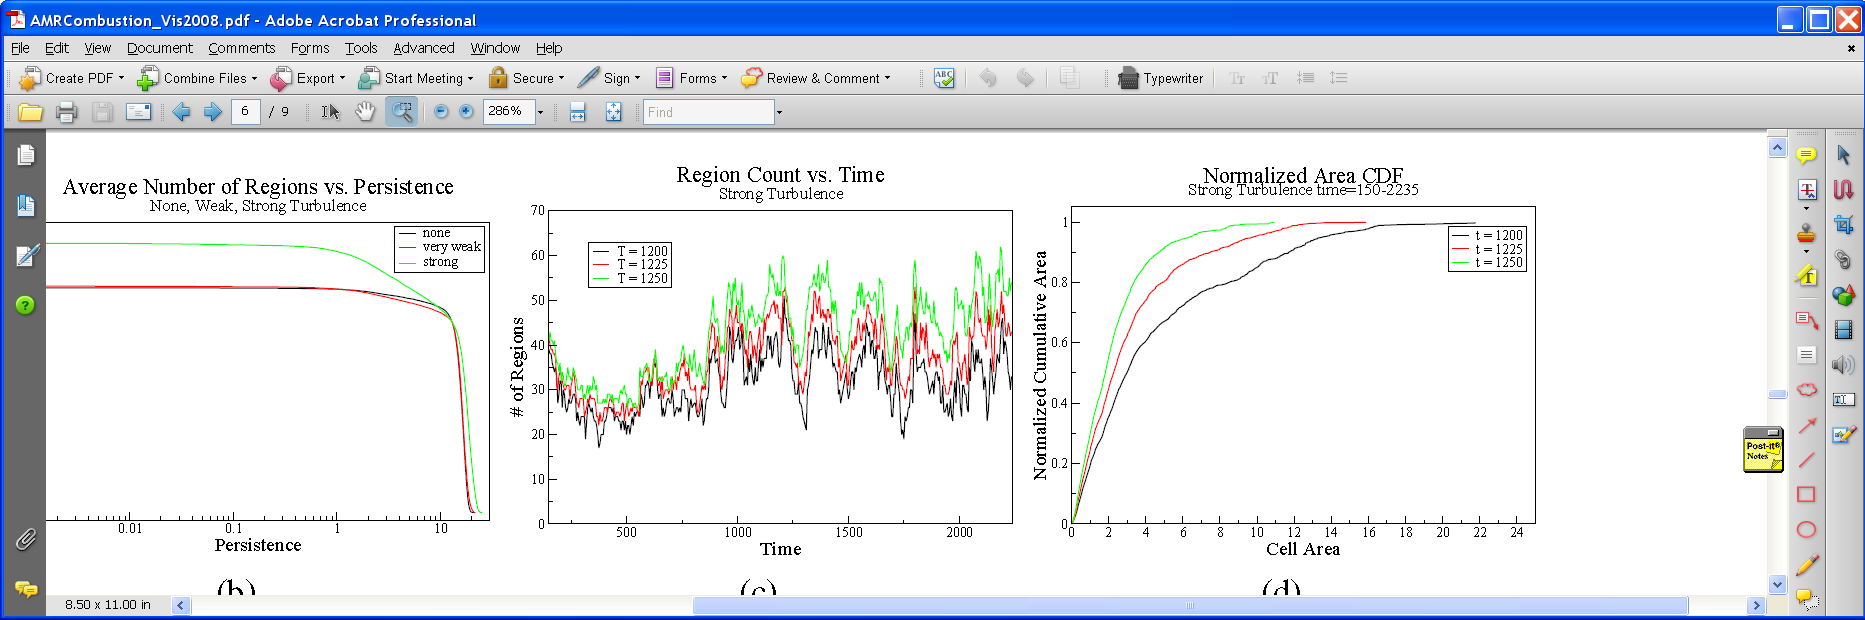 AMRCombustion_Vis2008.pdf - Adobe Acrobat Professional
File Edit View Document Comments Forms Tools Advanced Window Help
Create PDF Combine Files Export Start Meeting Secure Sign Forms Review & Comment Typewriter
6 / 9 286% Find
Average Number of Regions vs. Persistence
None, Weak, Strong Turbulence
none
very weak
strong
0.01 0.1 1 10
Persistence
(b)
Region Count vs. Time
Strong Turbulence
70
60
50
40
30
20
10
0
# of Regions
T = 1200
T = 1225
T = 1250
500 1000 1500 2000
Time
(c)
Normalized Area CDF
Strong Turbulence time=150-2235
1
0.8
0.6
0.4
0.2
0
Normalized Cumulative Area
t = 1200
t = 1225
t = 1250
0 2 4 6 8 10 12 14 16 18 20 22 24
Cell Area
(d)
Post-it®
Notes
8.50 x 11.00 in